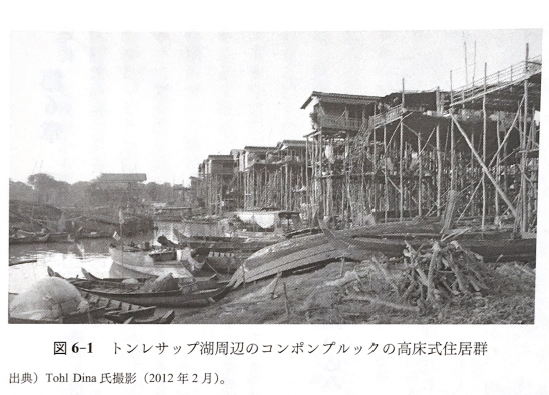 図6-1 トンレサップ湖周辺のコンポンプルックの高床式住居群
出典）Tohl Dina 氏撮影（2012 年 2 月）。